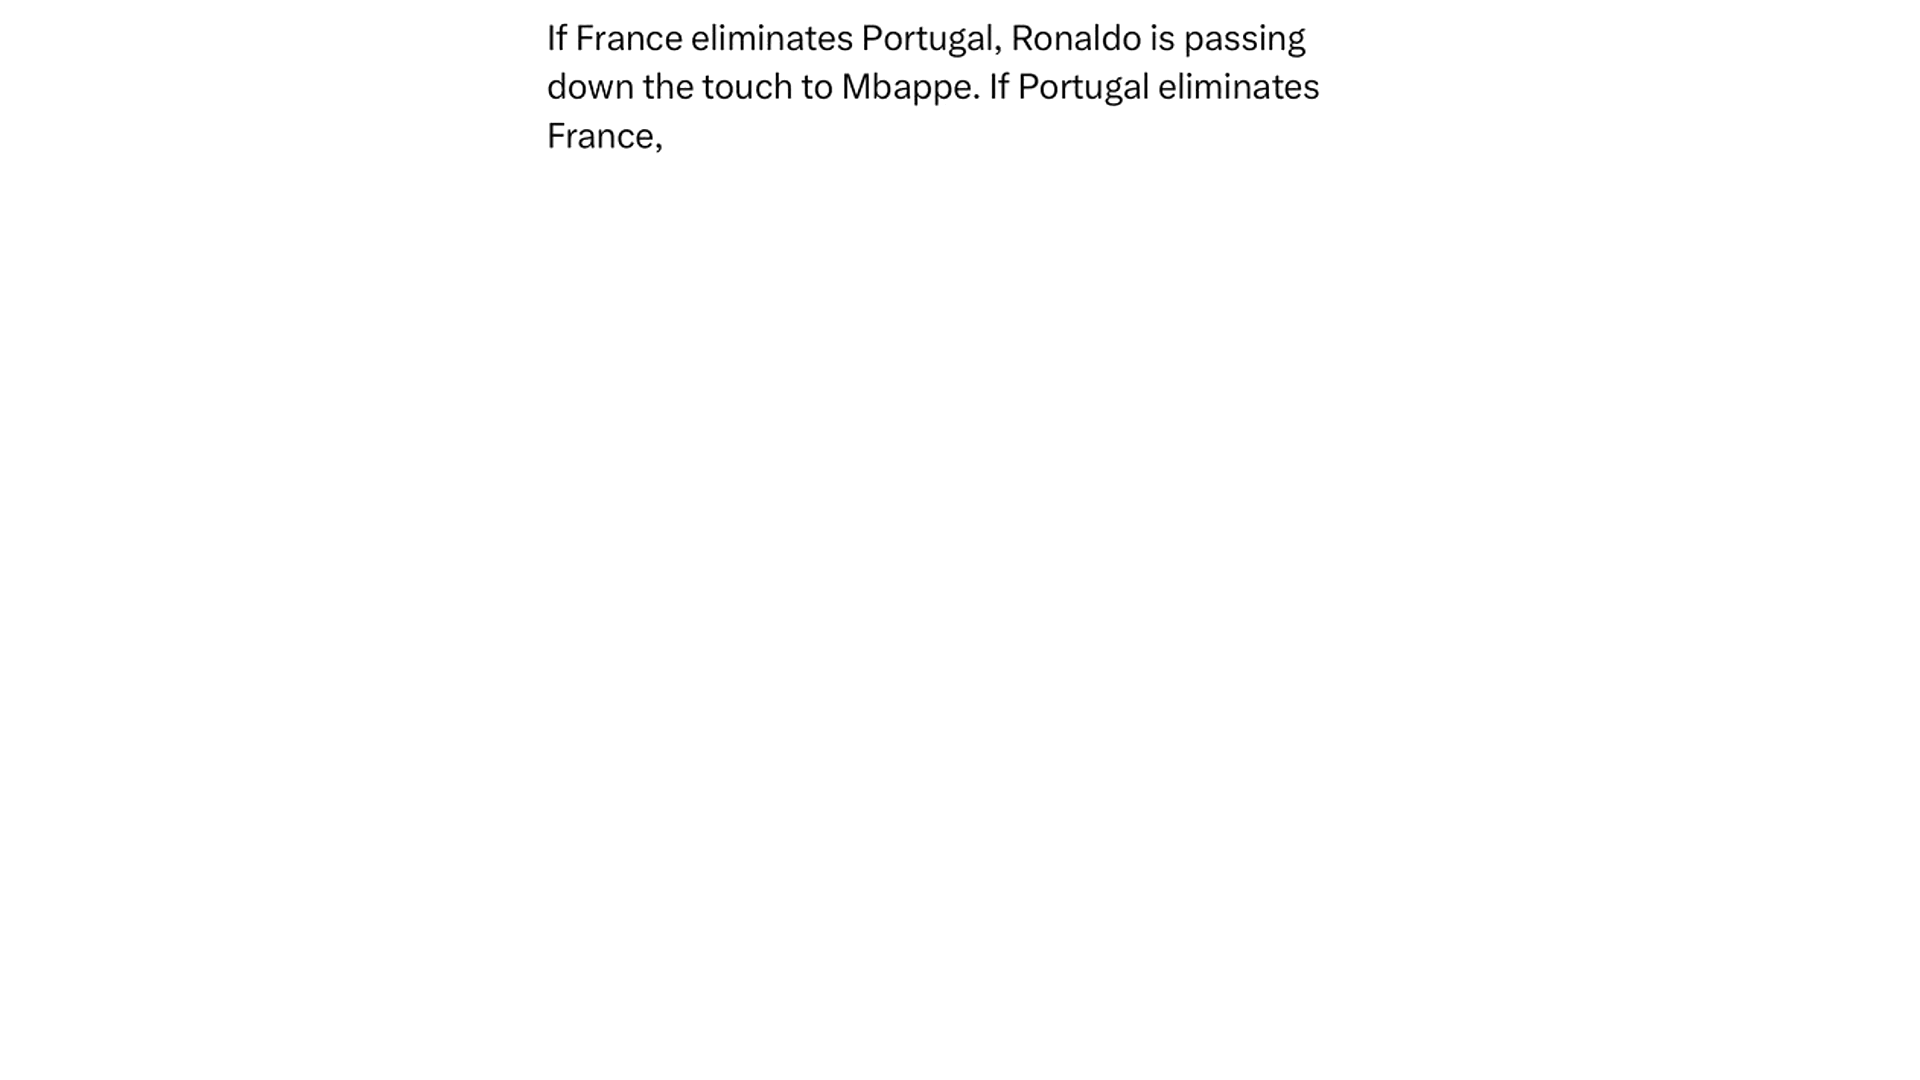 If France eliminates Portugal, Ronaldo is passing
down the touch to Mbappe. If Portugal eliminates
France,